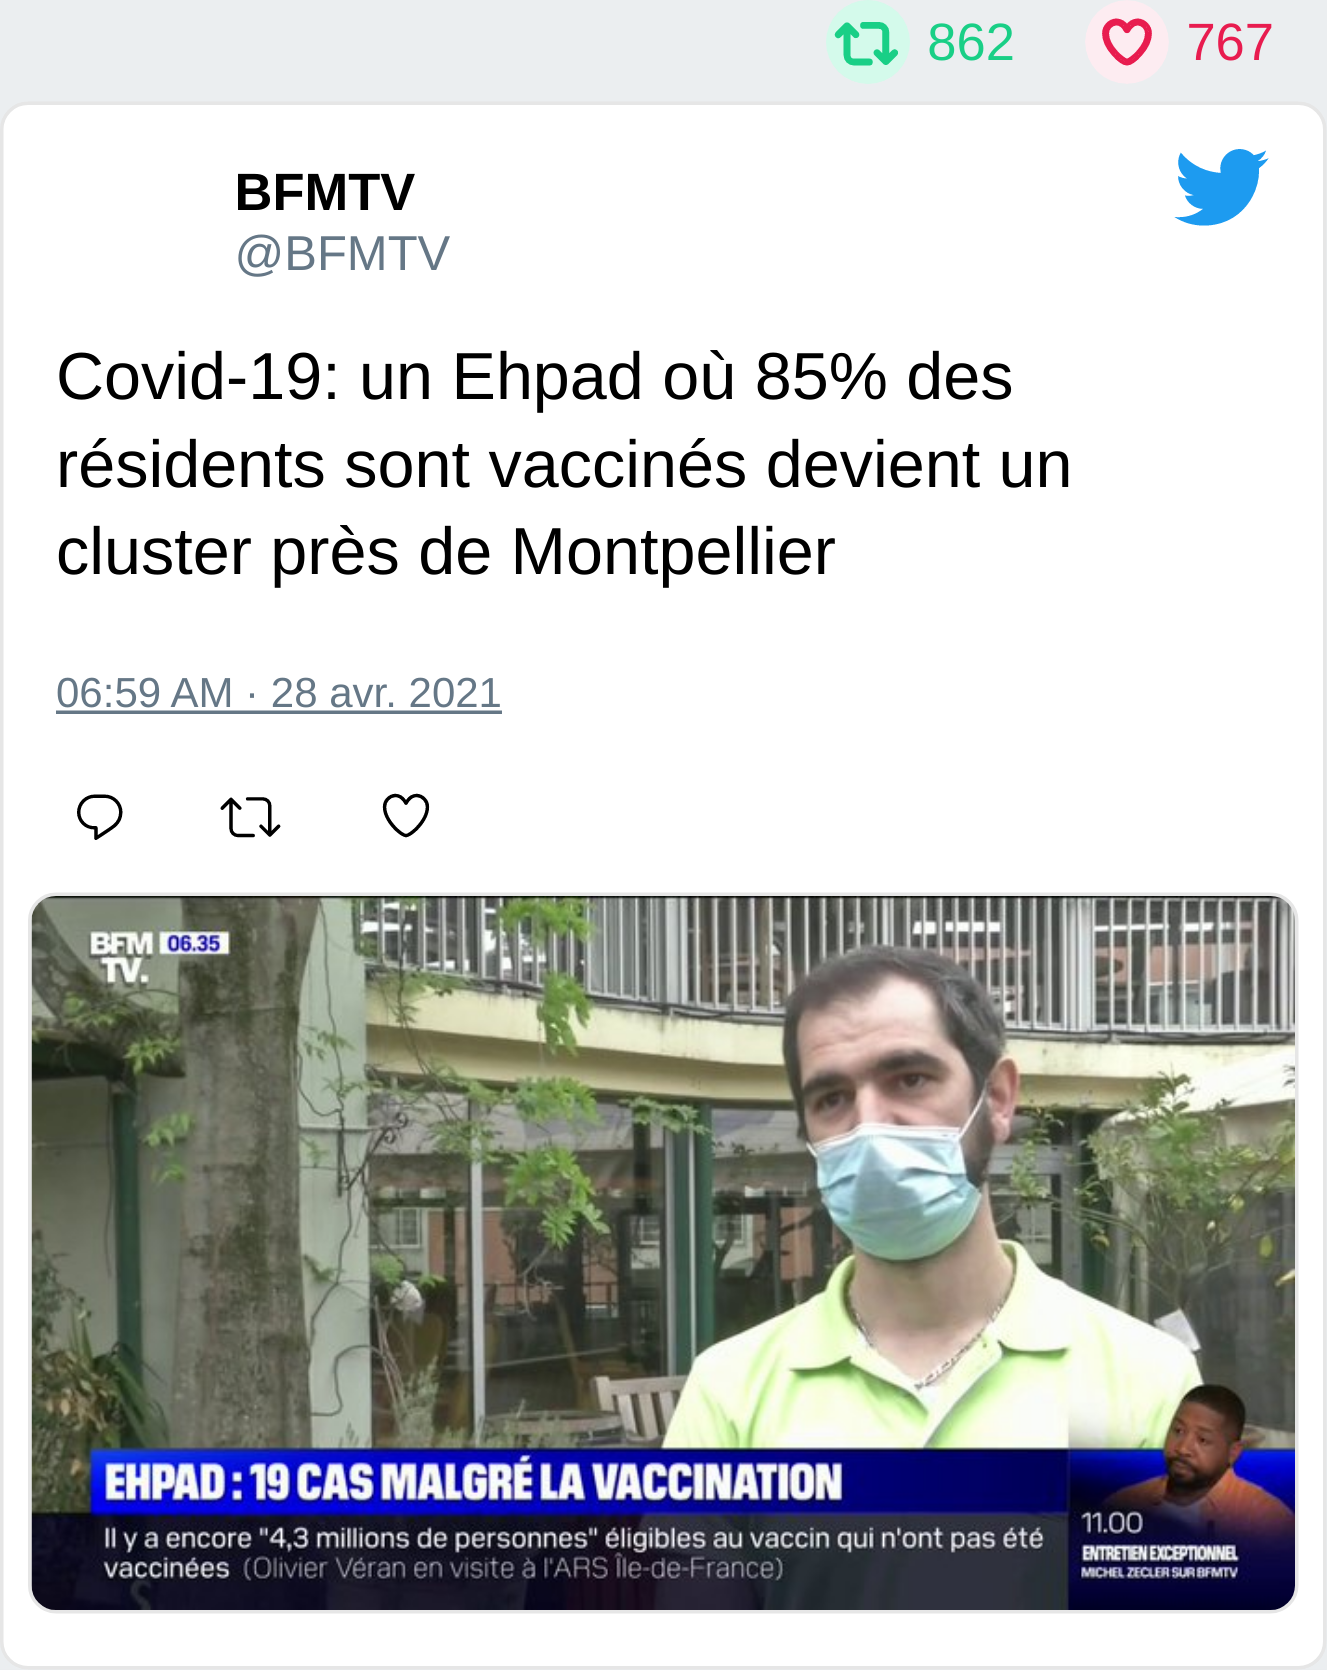 862 767
BFMTV
@BFMTV
Covid-19: un Ehpad où 85% des
résidents sont vaccinés devient un
cluster près de Montpellier
06:59 AM · 28 avr. 2021
BFM 06.35
TV.
EHPAD : 19 CAS MALGRÉ LA VACCINATION
Il y a encore "4,3 millions de personnes" éligibles au vaccin qui n'ont pas été
vaccinées (Olivier Véran en visite à l'ARS Île-de-France)
11.00
ENTRETIEN EXCEPTIONNEL
MICHEL ZECLER SUR BFMTV